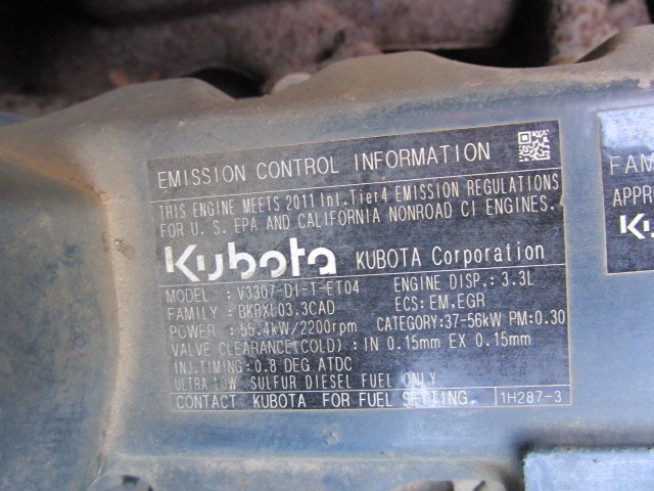 EMISSION CONTROL INFORMATION
THIS ENGINE MEETS 2011 Int.Tier4 EMISSION REGULATIONS
FOR U.S. EPA AND CALIFORNIA NONROAD CI ENGINES.
Kubota KUBOTA Corporation
MODEL : V3307-DI-T-ET04 ENGINE DISP.: 3.3L
FAMILY : BKBXL03.3CAD ECS: EM.EGR
POWER : 55.4kW/2200rpm CATEGORY:37-56kW PM:0.30
VALVE CLEARANCE(COLD) : IN 0.15mm EX 0.15mm
INJ.TIMING: 0.8 DEG ATDC
ULTRA LOW SULFUR DIESEL FUEL ONLY
CONTACT KUBOTA FOR FUEL SETTING. 1H287-3
FAM
APPR
Ku